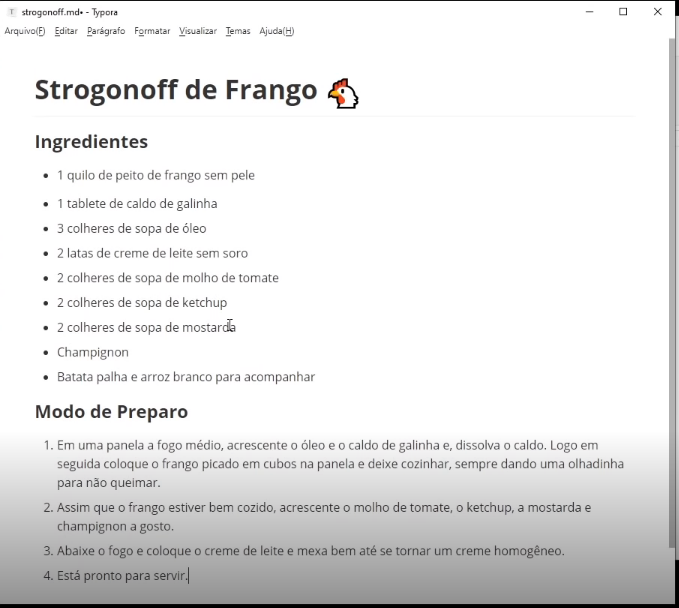 strogonoff.md• - Typora
Arquivo(F) Editar Parágrafo Formatar Visualizar Temas Ajuda(H)
Strogonoff de Frango
Ingredientes
1 quilo de peito de frango sem pele
1 tablete de caldo de galinha
3 colheres de sopa de óleo
2 latas de creme de leite sem soro
2 colheres de sopa de molho de tomate
2 colheres de sopa de ketchup
2 colheres de sopa de mostarda
Champignon
Batata palha e arroz branco para acompanhar
Modo de Preparo
1. Em uma panela a fogo médio, acrescente o óleo e o caldo de galinha e, dissolva o caldo. Logo em
seguida coloque o frango picado em cubos na panela e deixe cozinhar, sempre dando uma olhadinha
para não queimar.
2. Assim que o frango estiver bem cozido, acrescente o molho de tomate, o ketchup, a mostarda e
champignon a gosto.
3. Abaixe o fogo e coloque o creme de leite e mexa bem até se tornar um creme homogêneo.
4. Está pronto para servir.